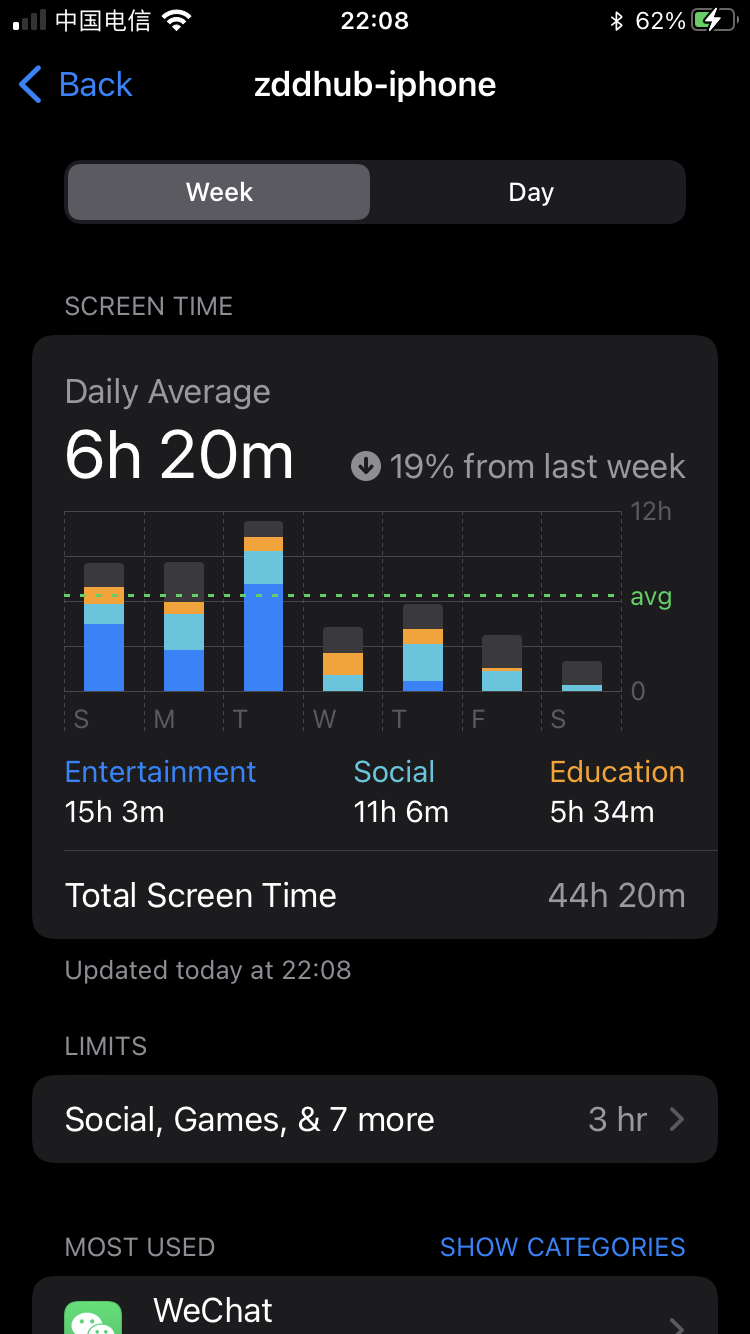 中国电信 22:08 62%
Back zddhub-iphone
Week Day
SCREEN TIME
Daily Average
6h 20m 19% from last week
12h
avg
0
S M T W T F S
Entertainment Social Education
15h 3m 11h 6m 5h 34m
Total Screen Time 44h 20m
Updated today at 22:08
LIMITS
Social, Games, & 7 more 3 hr
MOST USED SHOW CATEGORIES
WeChat